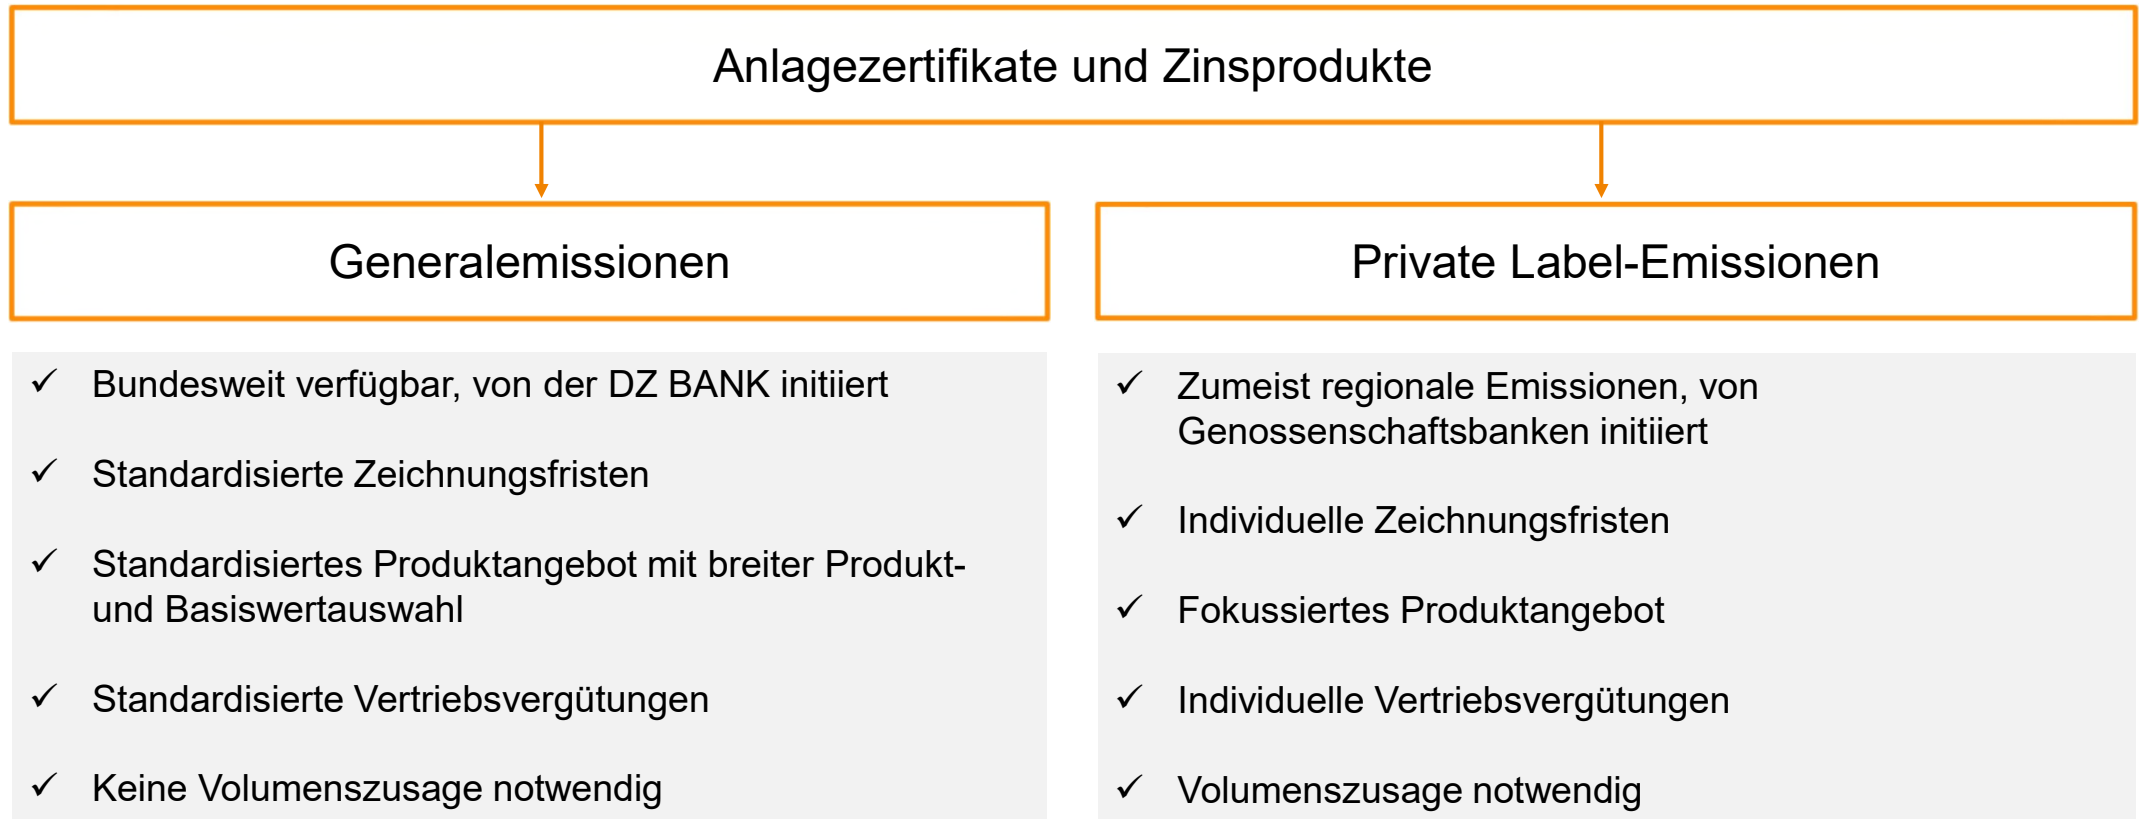 Anlagezertifikate und Zinsprodukte
Generalemissionen
Bundesweit verfügbar, von der DZ BANK initiiert
Standardisierte Zeichnungsfristen
Standardisiertes Produktangebot mit breiter Produkt-
und Basiswertauswahl
Standardisierte Vertriebsvergütungen
Keine Volumenszusage notwendig
Private Label-Emissionen
Zumeist regionale Emissionen, von
Genossenschaftsbanken initiiert
Individuelle Zeichnungsfristen
Fokussiertes Produktangebot
Individuelle Vertriebsvergütungen
Volumenszusage notwendig